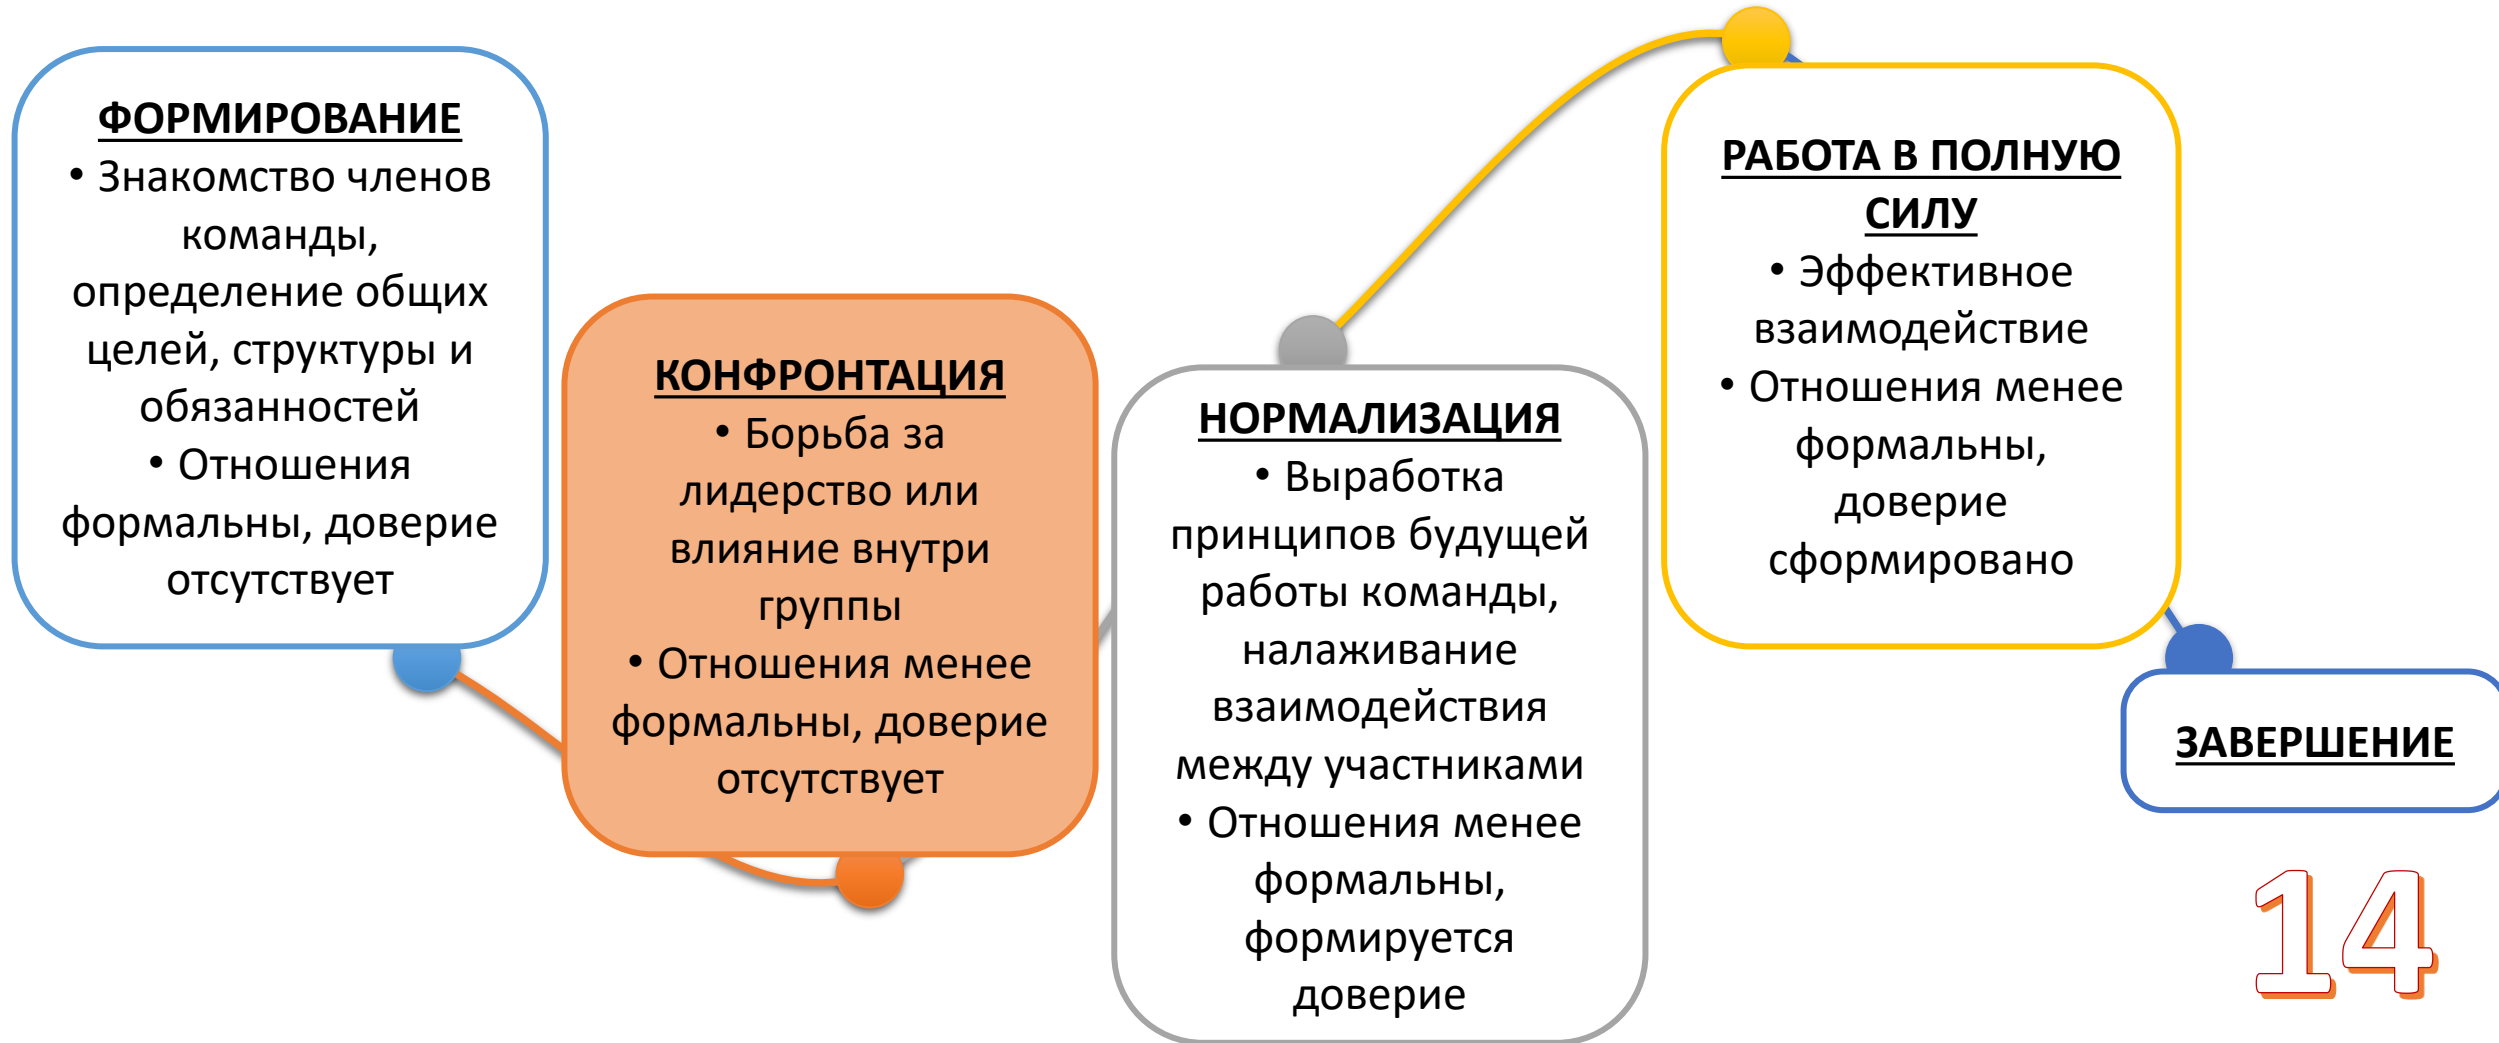 ФОРМИРОВАНИЕ
• Знакомство членов
команды,
определение общих
целей, структуры и
обязанностей
• Отношения
формальны, доверие
отсутствует
КОНФРОНТАЦИЯ
• Борьба за
лидерство или
влияние внутри
группы
• Отношения менее
формальны, доверие
отсутствует
НОРМАЛИЗАЦИЯ
• Выработка
принципов будущей
работы команды,
налаживание
взаимодействия
между участниками
• Отношения менее
формальны,
формируется
доверие
РАБОТА В ПОЛНУЮ
СИЛУ
• Эффективное
взаимодействие
• Отношения менее
формальны,
доверие
сформировано
ЗАВЕРШЕНИЕ
14